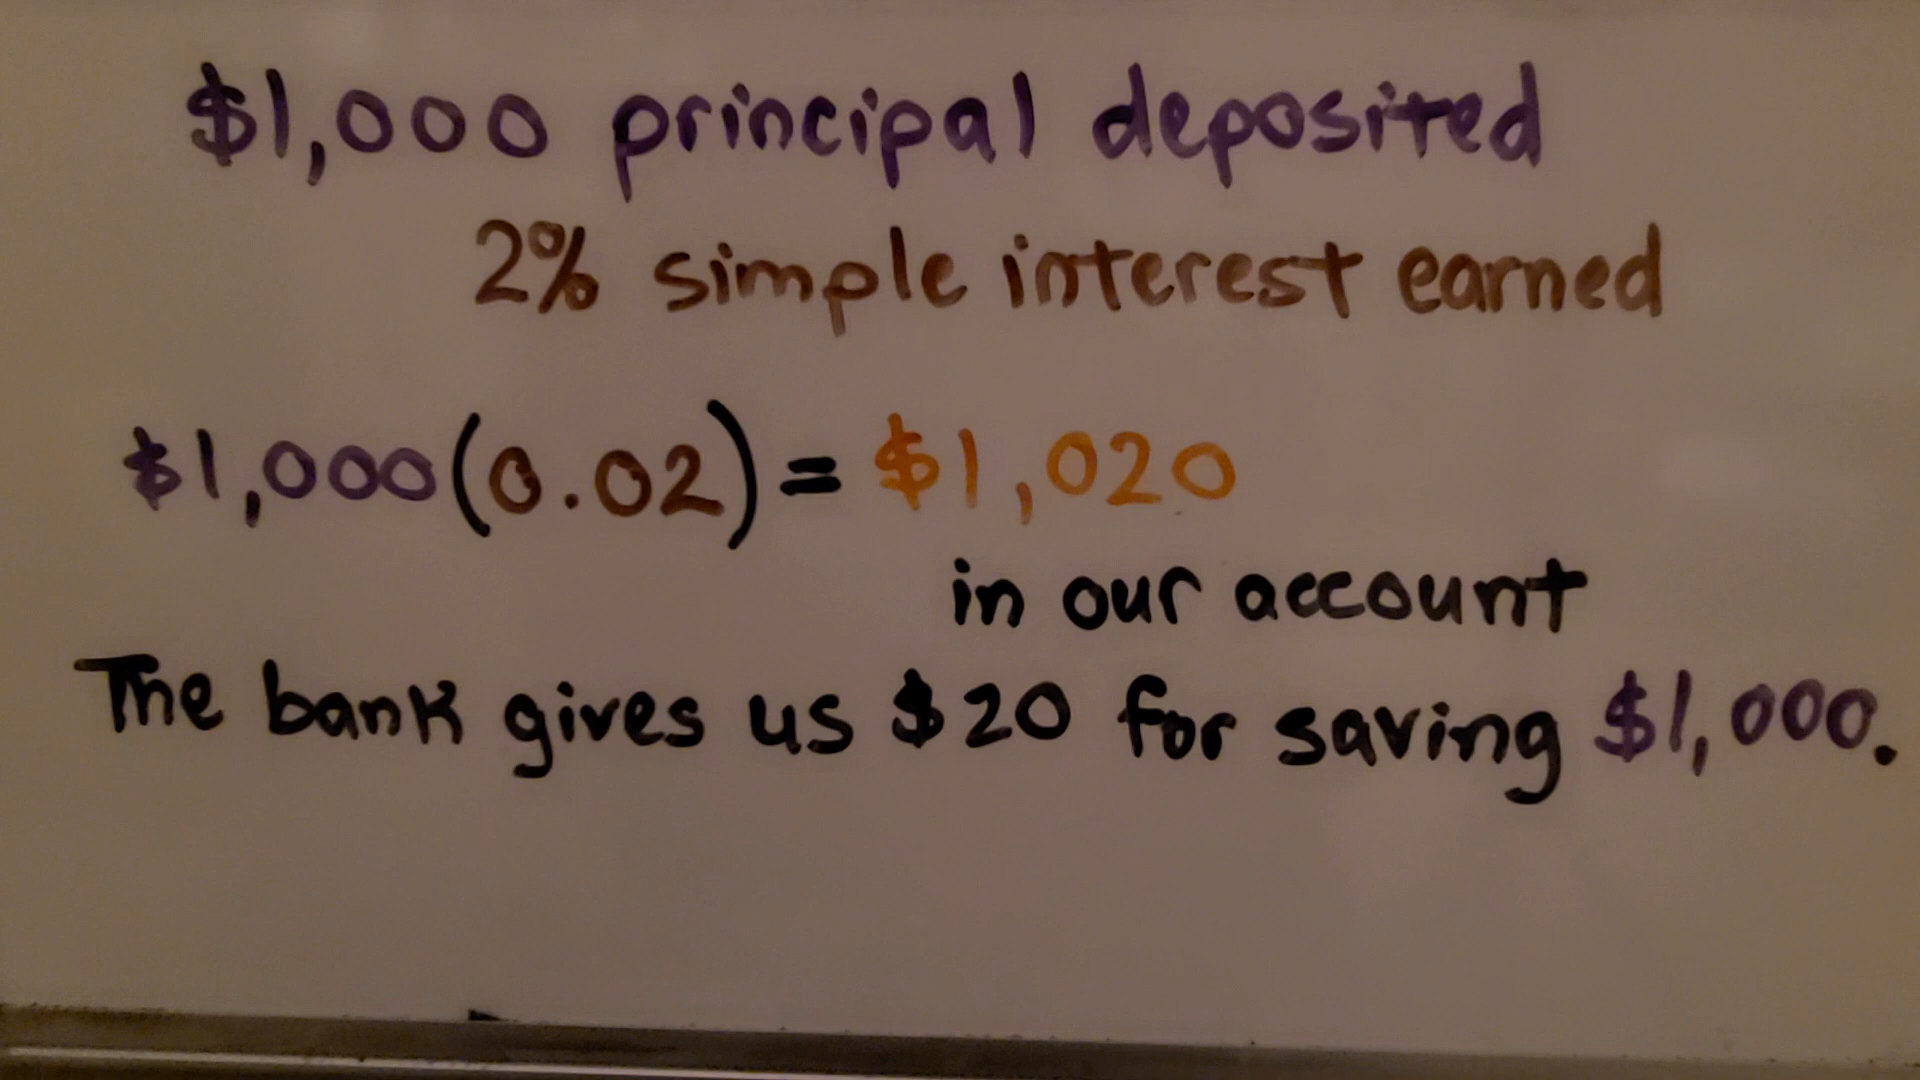 $1,000 principal deposited
2% simple interest earned
$1,000(0.02)= $1,020
in our account
The bank gives us $20 for saving $1,000.